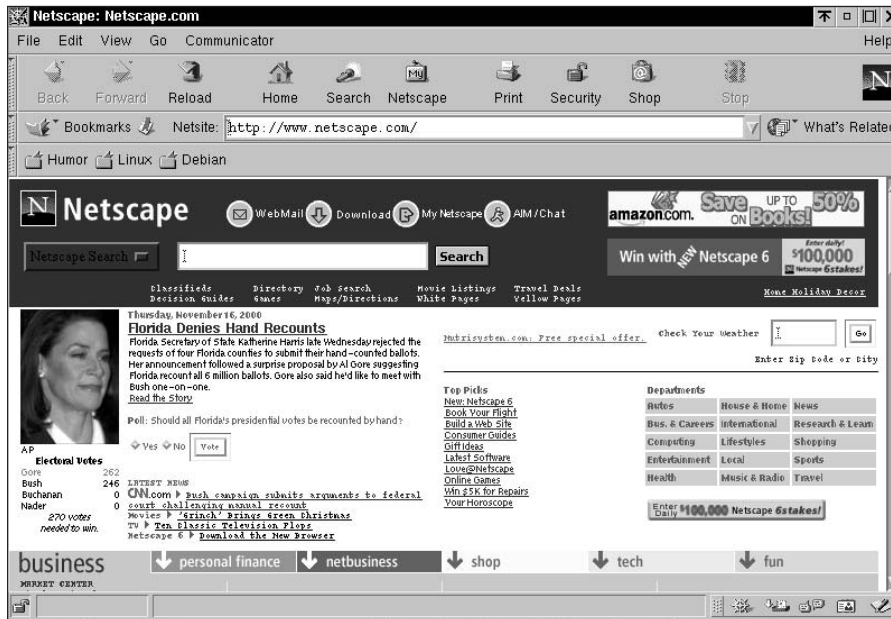 Netscape: Netscape.com
File Edit View Go Communicator Help
Back Forward Reload Home Search Netscape Print Security Shop Stop
My
N
Bookmarks Netsite: http://www.netscape.com/ What's Relate
Humor Linux Debian
N Netscape
WebMail Download My Netscape AIM/Chat
amazon.com. Save UP TO 50% ON Books!
Netscape Search Search
Win with NEW Netscape 6 Enter daily! $100,000 Netscape 6stakes!
Classifieds Directory Job Search Movie Listings Travel Deals
Decision Guides Games Maps/Directions White Pages Yellow Pages Home Holiday Decor
Thursday, November 16, 2000
Florida Denies Hand Recounts
Florida Secretary of State Katherine Harris late Wednesday rejected the
requests of four Florida counties to submit their hand-counted ballots.
Her announcement followed a surprise proposal by Al Gore suggesting
Florida recount all 6 million ballots. Gore also said he'd like to meet with
Bush one-on-one.
Read the Story
Poll: Should all Florida's presidential votes be recounted by hand?
Yes No Vote
AP
Electoral Votes
Gore 262
Bush 246
Buchanan 0
Nader 0
270 votes
needed to win.
LATEST NEWS
CNN.com Bush campaign submits arguments to federal
court challenging manual recount
Movies 'Grinch' Brings Green Christmas
TV Ten Classic Television Flops
Netscape 6 Download the New Browser
Nutrisystem.com: Free special offer.
Check Your Weather Go
Enter Zip Code or City
Top Picks
New: Netscape 6
Book Your Flight
Build a Web Site
Consumer Guides
Gift Ideas
Latest Software
Love@Netscape
Online Games
Win $5K for Repairs
Your Horoscope
Departments
Autos House & Home News
Bus. & Careers International Research & Learn
Computing Lifestyles Shopping
Entertainment Local Sports
Health Music & Radio Travel
Enter Daily $100,000 Netscape 6stakes!
business personal finance netbusiness shop tech fun
MARKET CENTER